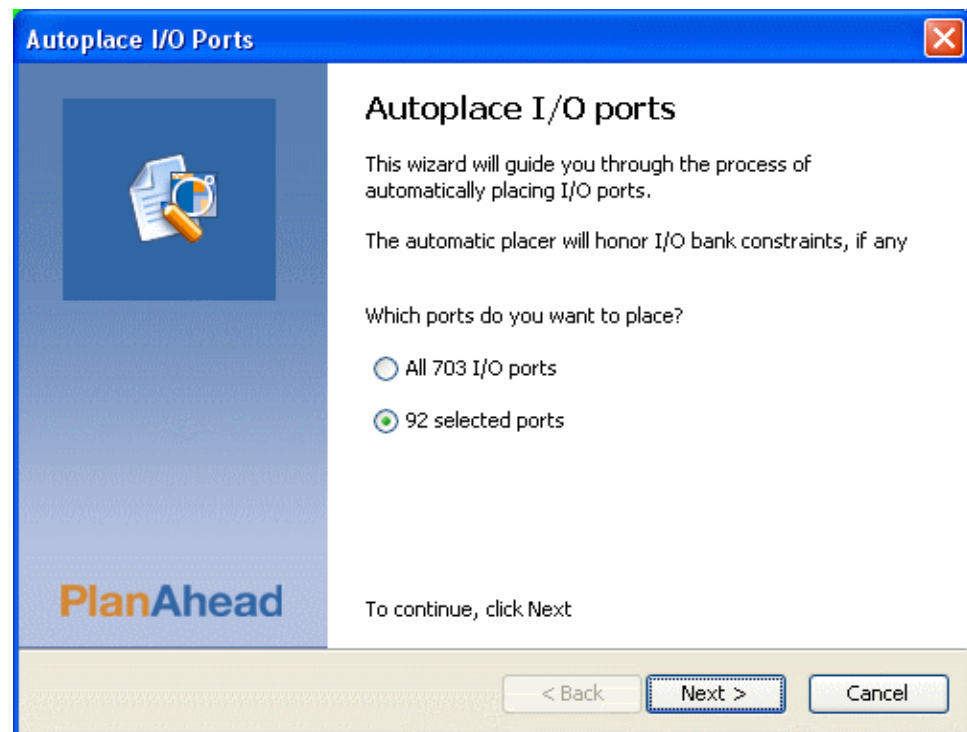 Autoplace I/O Ports
Autoplace I/O ports
This wizard will guide you through the process of
automatically placing I/O ports.
The automatic placer will honor I/O bank constraints, if any
Which ports do you want to place?
All 703 I/O ports
92 selected ports
PlanAhead
To continue, click Next
< Back Next > Cancel